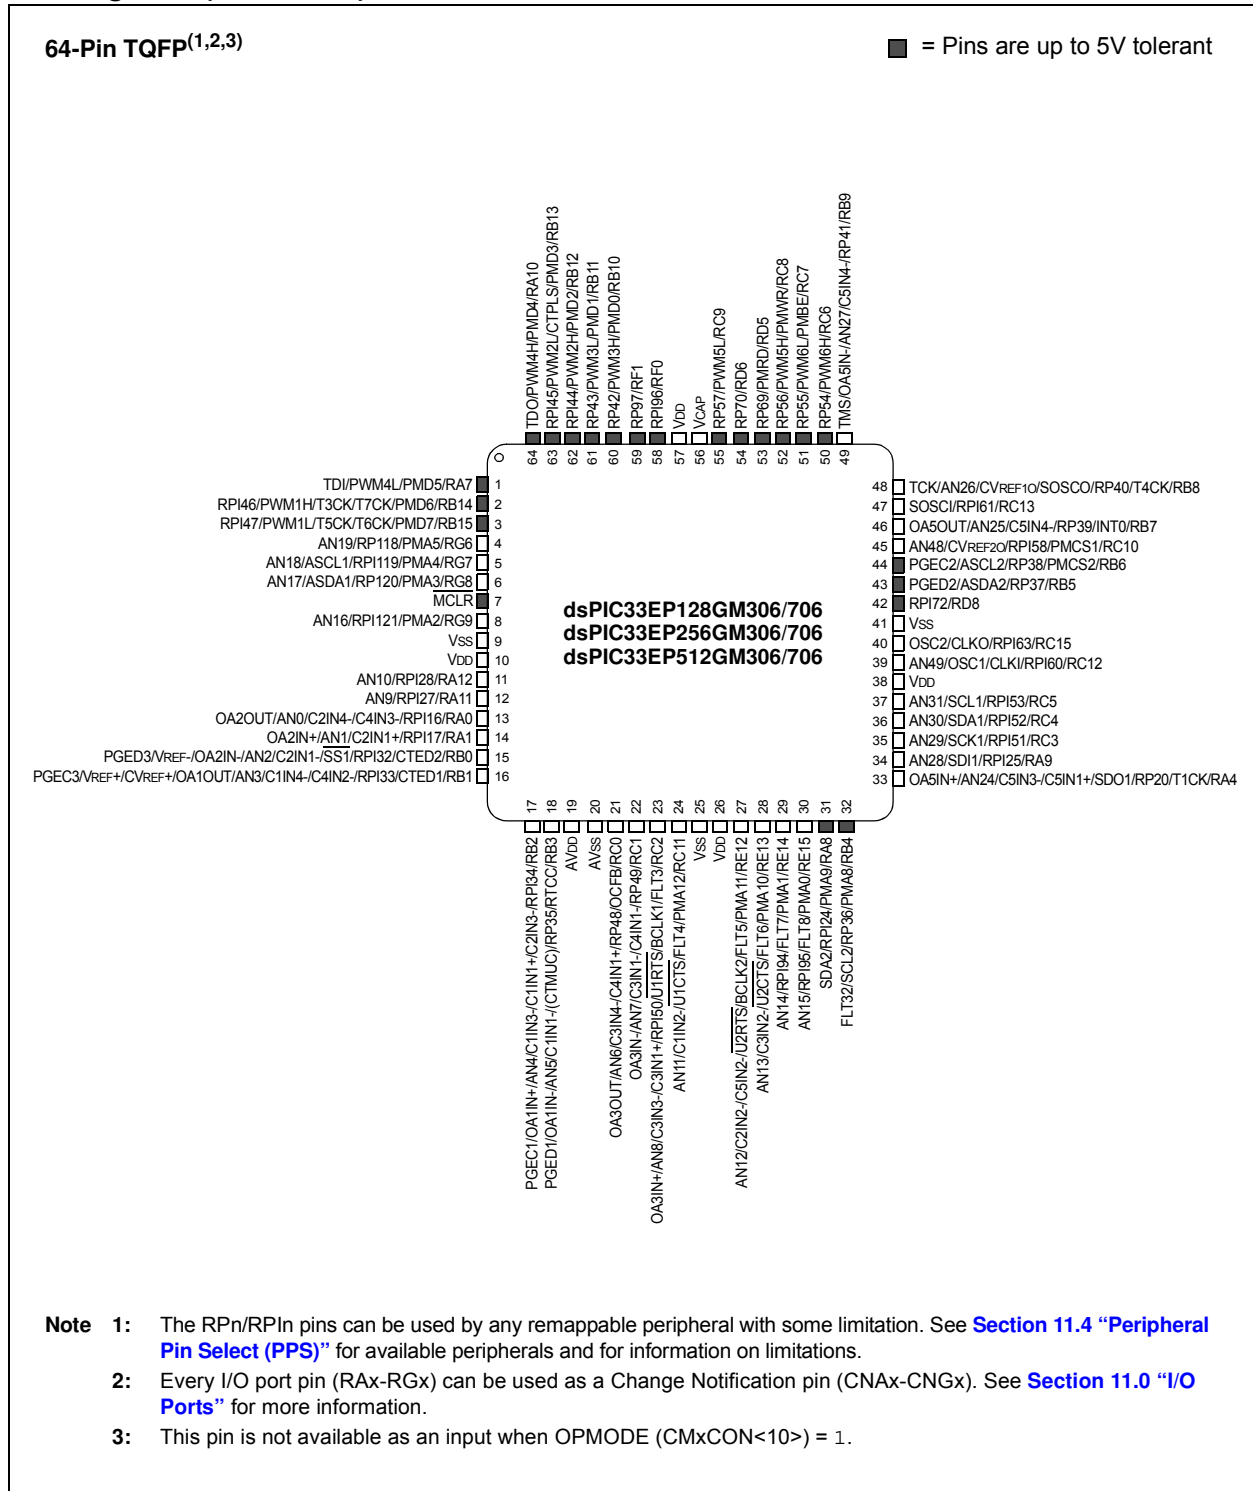 64-Pin TQFP(1,2,3)
= Pins are up to 5V tolerant
TDO/PWM4H/PMD4/RA10
RPI45/PWM2L/CTPLS/PMD3/RB13
RPI44/PWM2H/PMD2/RB12
RP43/PWM3L/PMD1/RB11
RP42/PWM3H/PMD0/RB10
RP97/RF1
RPI96/RF0
VDD
VCAP
RP57/PWM5L/RC9
RP70/RD6
RP69/PMRD/RD5
RP56/PWM5H/PMWR/RC8
RP55/PWM6L/PMBE/RC7
RP54/PWM6H/RC6
TMS/OA5IN-/AN27/C5IN4-/RP41/RB9
64 63 62 61 60 59 58 57 56 55 54 53 52 51 50 49
TDI/PWM4L/PMD5/RA7 1
RPI46/PWM1H/T3CK/T7CK/PMD6/RB14 2
RPI47/PWM1L/T5CK/T6CK/PMD7/RB15 3
AN19/RP118/PMA5/RG6 4
AN18/ASCL1/RPI119/PMA4/RG7 5
AN17/ASDA1/RP120/PMA3/RG8 6
MCLR 7
AN16/RPI121/PMA2/RG9 8
VSS 9
VDD 10
AN10/RPI28/RA12 11
AN9/RPI27/RA11 12
OA2OUT/AN0/C2IN4-/C4IN3-/RPI16/RA0 13
OA2IN+/AN1/C2IN1+/RPI17/RA1 14
PGED3/VREF-/OA2IN-/AN2/C2IN1-/SS1/RPI32/CTED2/RB0 15
PGEC3/VREF+/CVREF+/OA1OUT/AN3/C1IN4-/C4IN2-/RPI33/CTED1/RB1 16
dsPIC33EP128GM306/706
dsPIC33EP256GM306/706
dsPIC33EP512GM306/706
48 TCK/AN26/CVREF1O/SOSCO/RP40/T4CK/RB8
47 SOSCI/RPI61/RC13
46 OA5OUT/AN25/C5IN4-/RP39/INT0/RB7
45 AN48/CVREF2O/RPI58/PMCS1/RC10
44 PGEC2/ASCL2/RP38/PMCS2/RB6
43 PGED2/ASDA2/RP37/RB5
42 RPI72/RD8
41 VSS
40 OSC2/CLKO/RPI63/RC15
39 AN49/OSC1/CLKI/RPI60/RC12
38 VDD
37 AN31/SCL1/RPI53/RC5
36 AN30/SDA1/RPI52/RC4
35 AN29/SCK1/RPI51/RC3
34 AN28/SDI1/RPI25/RA9
33 OA5IN+/AN24/C5IN3-/C5IN1+/SDO1/RP20/T1CK/RA4
17 18 19 20 21 22 23 24 25 26 27 28 29 30 31 32
PGEC1/OA1IN+/AN4/C1IN3-/C1IN1+/C2IN3-/RPI34/RB2
PGED1/OA1IN-/AN5/C1IN1-/(CTMUC)/RP35/RTCC/RB3
AVDD
AVSS
OA3OUT/AN6/C3IN4-/C4IN1+/RP48/OCFB/RC0
OA3IN-/AN7/C3IN1-/C4IN1-/RP49/RC1
OA3IN+/AN8/C3IN3-/C3IN1+/RPI50/U1RTS/BCLK1/FLT3/RC2
AN11/C1IN2-/U1CTS/FLT4/PMA12/RC11
VSS
VDD
AN12/C2IN2-/C5IN2-/U2RTS/BCLK2/FLT5/PMA11/RE12
AN13/C3IN2-/U2CTS/FLT6/PMA10/RE13
AN14/RPI94/FLT7/PMA1/RE14
AN15/RPI95/FLT8/PMA0/RE15
SDA2/RPI24/PMA9/RA8
FLT32/SCL2/RP36/PMA8/RB4
Note 1: The RPn/RPIn pins can be used by any remappable peripheral with some limitation. See Section 11.4 “Peripheral
Pin Select (PPS)” for available peripherals and for information on limitations.
2: Every I/O port pin (RAx-RGx) can be used as a Change Notification pin (CNAx-CNGx). See Section 11.0 “I/O
Ports” for more information.
3: This pin is not available as an input when OPMODE (CMxCON<10>) = 1.